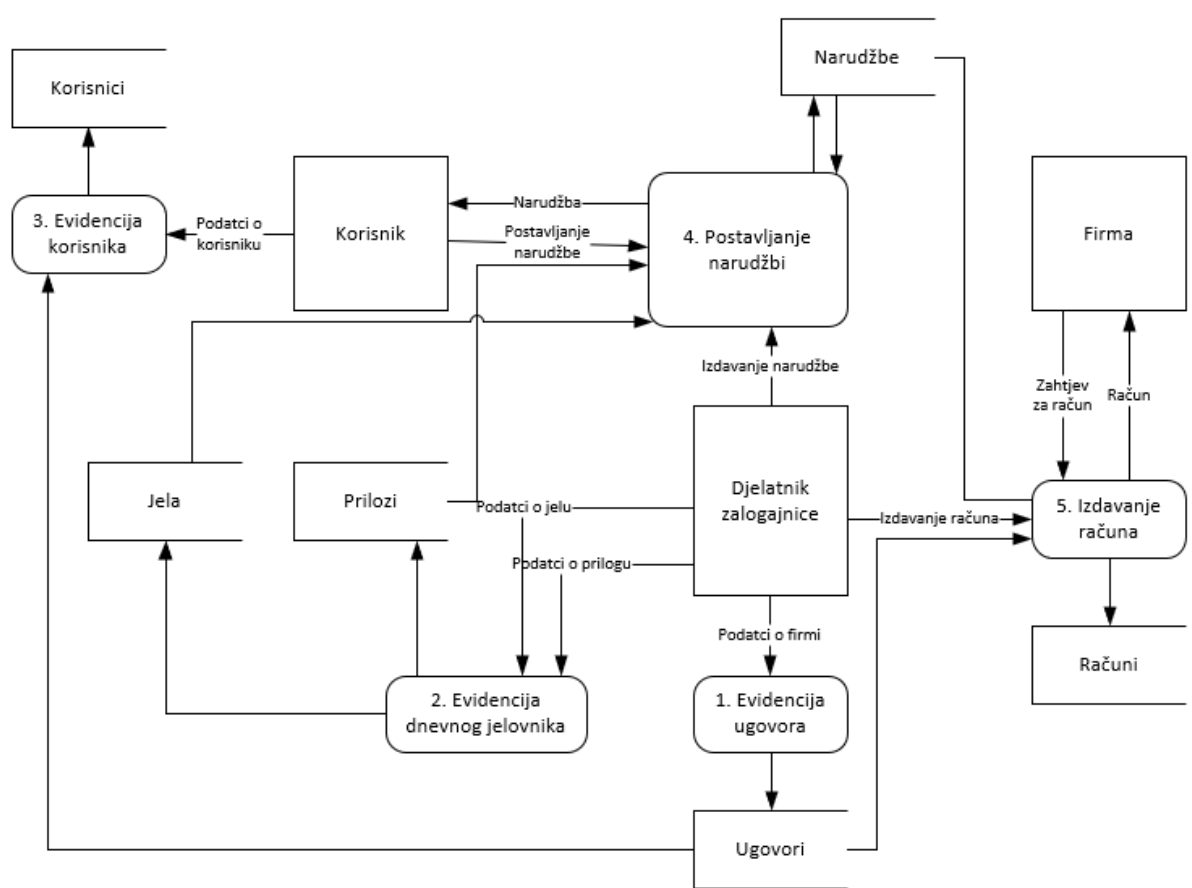 Narudžbe
Korisnici
3. Evidencija
korisnika
Podatci o
korisniku
Korisnik
Narudžba
Postavljanje
narudžbe
4. Postavljanje
narudžbi
Firma
Izdavanje narudžbe
Zahtjev
za račun
Račun
Jela
Prilozi
Podatci o jelu
Djelatnik
zalogajnice
Izdavanje računa
5. Izdavanje
računa
Podatci o prilogu
Podatci o firmi
Računi
2. Evidencija
dnevnog jelovnika
1. Evidencija
ugovora
Ugovori